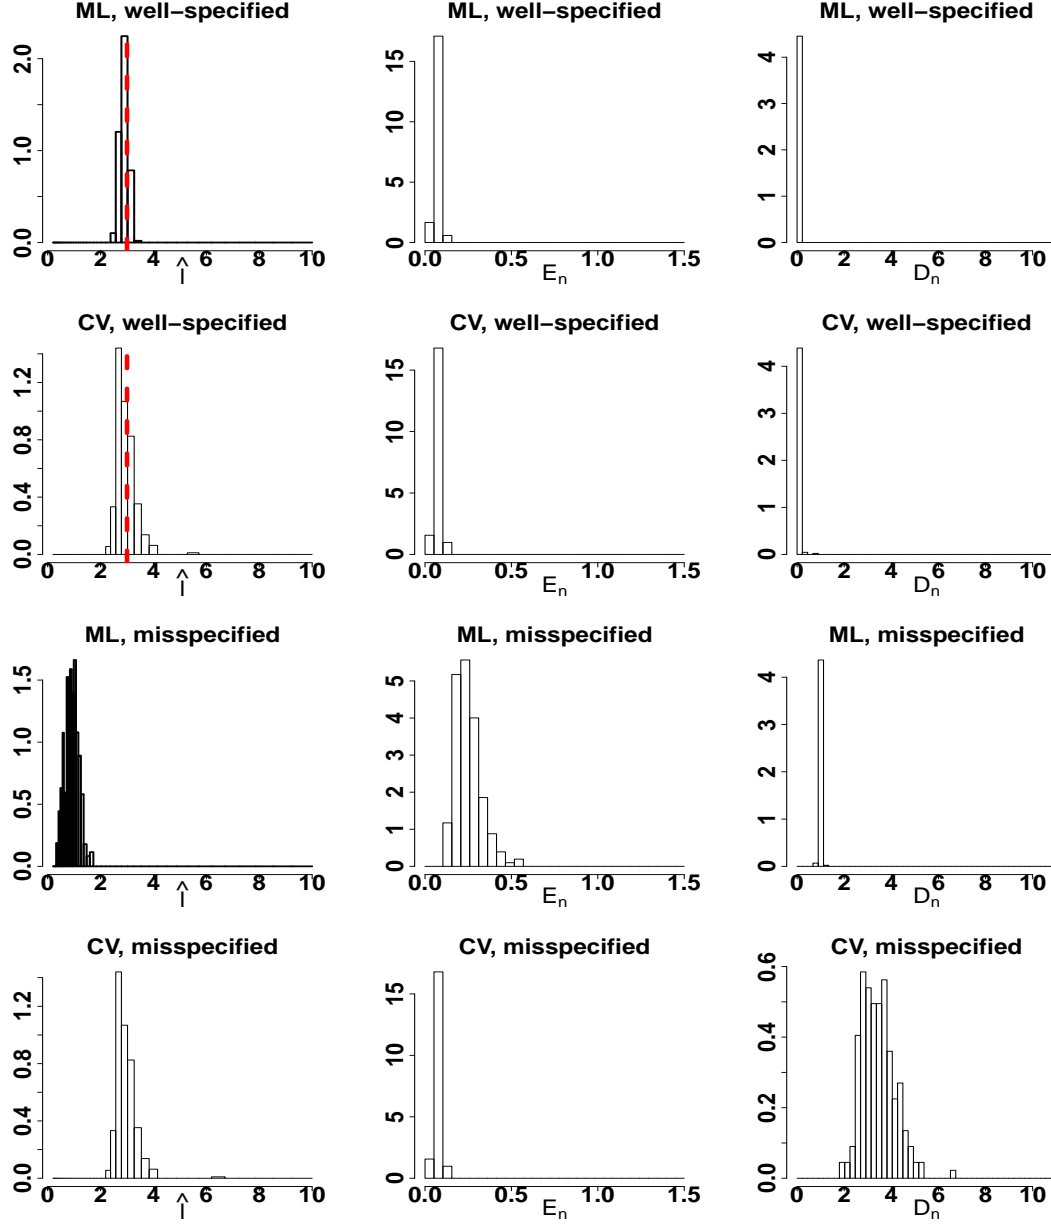 ML, well−specified
ML, well−specified
ML, well−specified
0.0 1.0 2.0
0 2 4 6 8 10
l̂
0 5 10 15
0.0 0.5 1.0 1.5
E_n
0 1 2 3 4
0 2 4 6 8 10
D_n
CV, well−specified
CV, well−specified
CV, well−specified
0.0 0.4 0.8 1.2
0 2 4 6 8 10
l̂
0 5 10 15
0.0 0.5 1.0 1.5
E_n
0 1 2 3 4
0 2 4 6 8 10
D_n
ML, misspecified
ML, misspecified
ML, misspecified
0.0 0.5 1.0 1.5
0 2 4 6 8 10
l̂
0 1 2 3 4 5
0.0 0.5 1.0 1.5
E_n
0 1 2 3 4
0 2 4 6 8 10
D_n
CV, misspecified
CV, misspecified
CV, misspecified
0.0 0.4 0.8 1.2
0 2 4 6 8 10
l̂
0 5 10 15
0.0 0.5 1.0 1.5
E_n
0.0 0.2 0.4 0.6
0 2 4 6 8 10
D_n